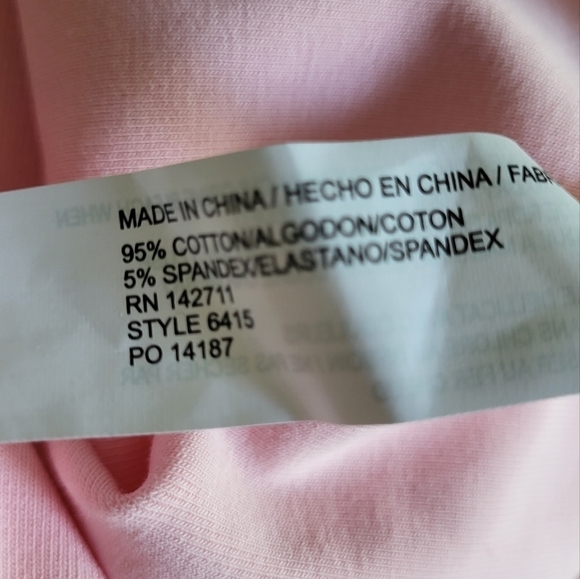 MADE IN CHINA / HECHO EN CHINA / FABR
95% COTTON/ALGODON/COTON
5% SPANDEX/ELASTANO/SPANDEX
RN 142711
STYLE 6415
PO 14187